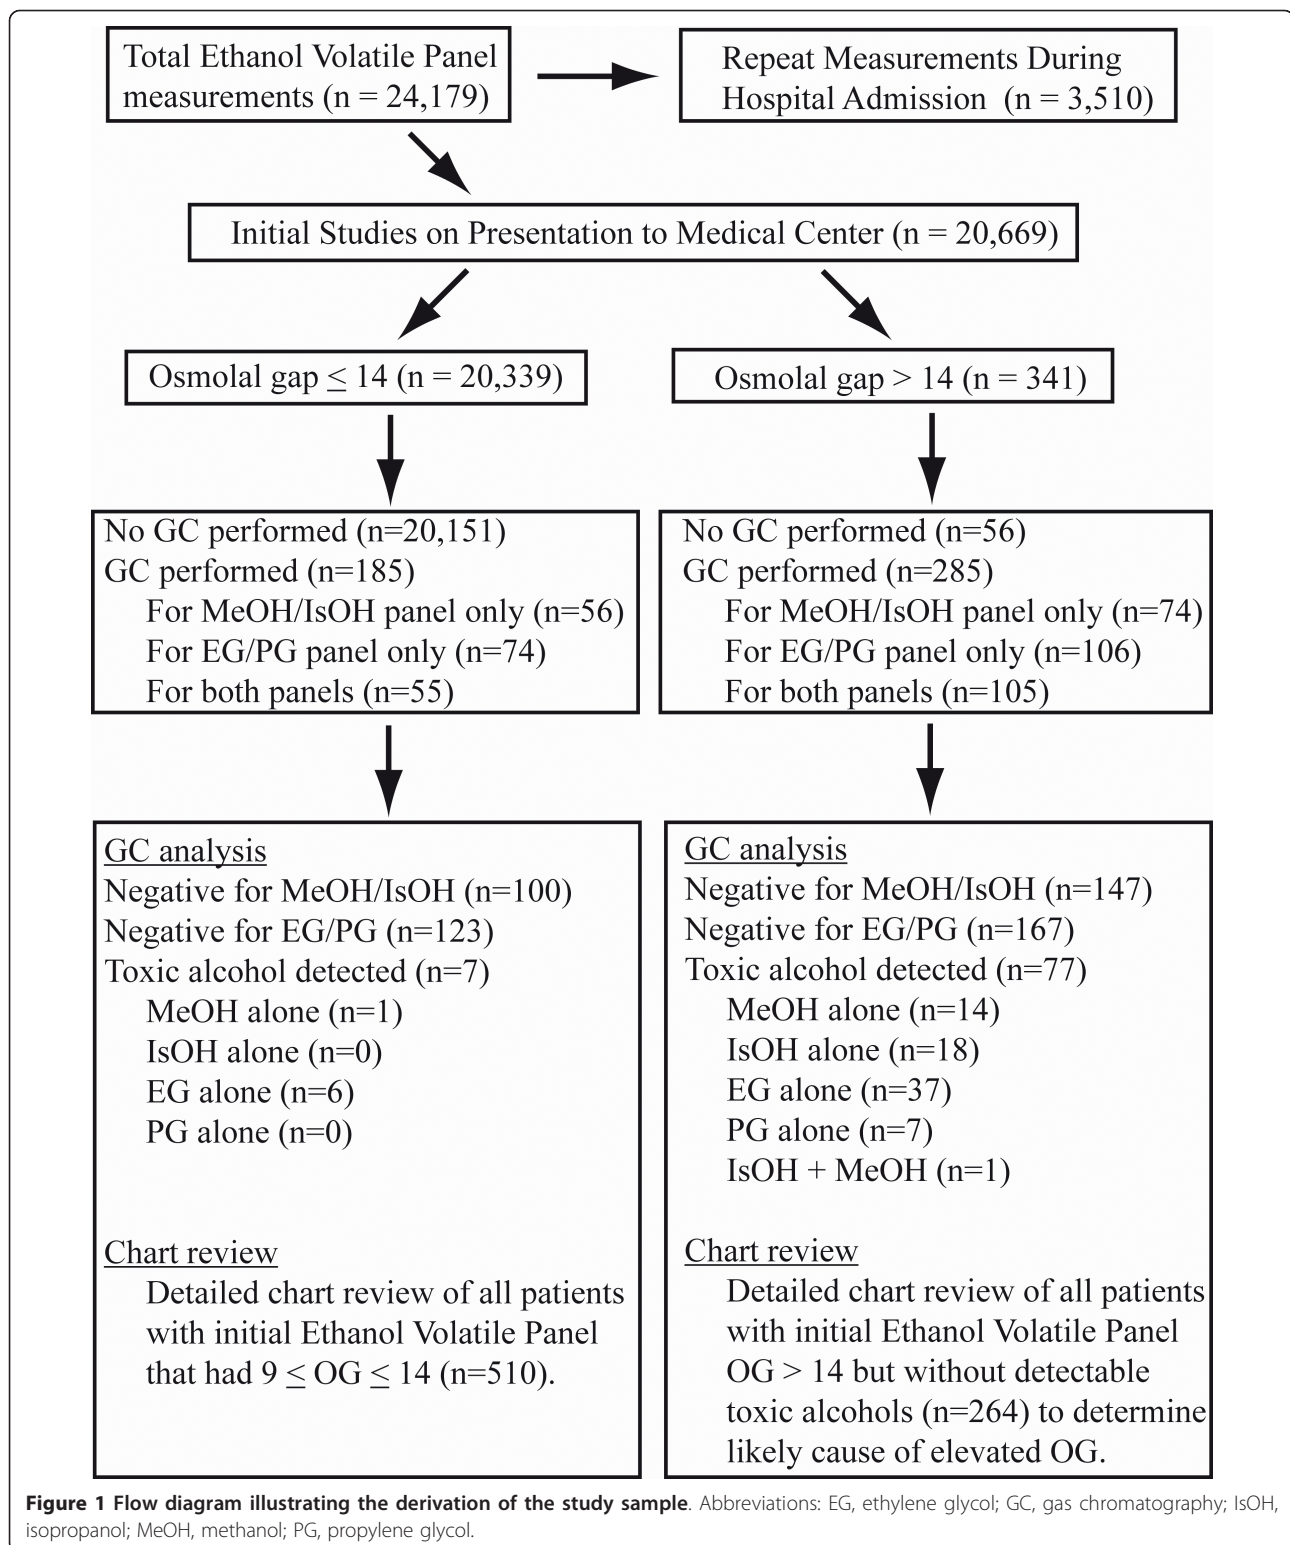 Total Ethanol Volatile Panel
measurements (n = 24,179)
Repeat Measurements During
Hospital Admission (n = 3,510)
Initial Studies on Presentation to Medical Center (n = 20,669)
Osmolal gap ≤ 14 (n = 20,339)
Osmolal gap > 14 (n = 341)
No GC performed (n=20,151)
GC performed (n=185)
For MeOH/IsOH panel only (n=56)
For EG/PG panel only (n=74)
For both panels (n=55)
No GC performed (n=56)
GC performed (n=285)
For MeOH/IsOH panel only (n=74)
For EG/PG panel only (n=106)
For both panels (n=105)
GC analysis
Negative for MeOH/IsOH (n=100)
Negative for EG/PG (n=123)
Toxic alcohol detected (n=7)
MeOH alone (n=1)
IsOH alone (n=0)
EG alone (n=6)
PG alone (n=0)
Chart review
Detailed chart review of all patients
with initial Ethanol Volatile Panel
that had 9 ≤ OG ≤ 14 (n=510).
GC analysis
Negative for MeOH/IsOH (n=147)
Negative for EG/PG (n=167)
Toxic alcohol detected (n=77)
MeOH alone (n=14)
IsOH alone (n=18)
EG alone (n=37)
PG alone (n=7)
IsOH + MeOH (n=1)
Chart review
Detailed chart review of all patients
with initial Ethanol Volatile Panel
OG > 14 but without detectable
toxic alcohols (n=264) to determine
likely cause of elevated OG.
Figure 1 Flow diagram illustrating the derivation of the study sample. Abbreviations: EG, ethylene glycol; GC, gas chromatography; IsOH,
isopropanol; MeOH, methanol; PG, propylene glycol.